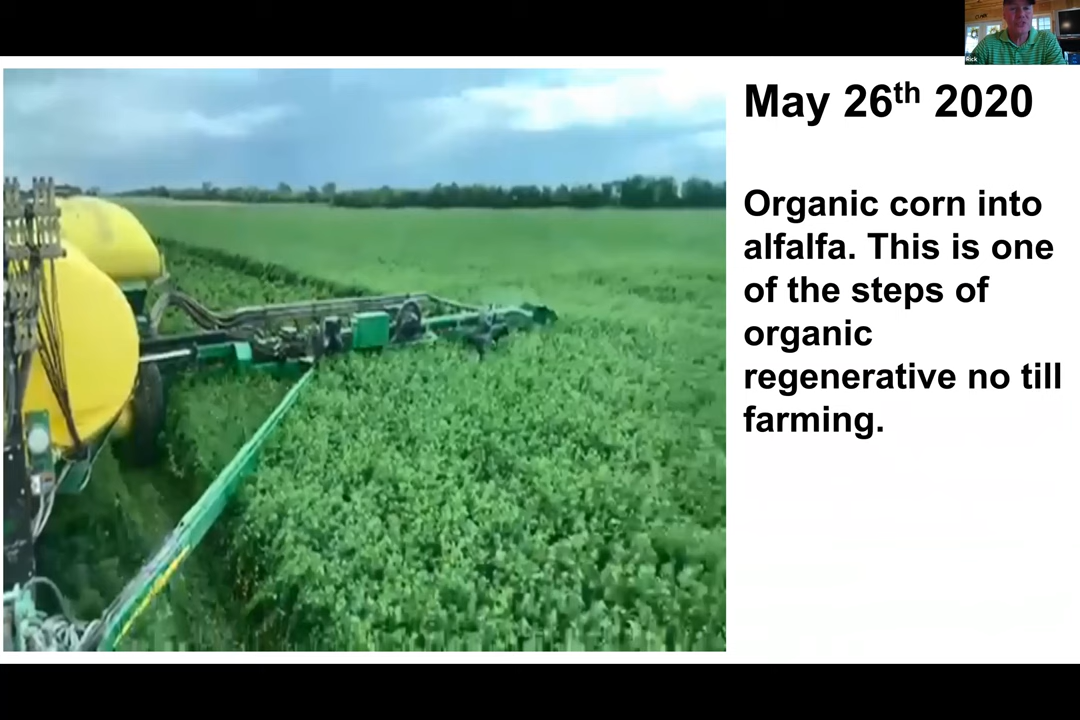 Rick
May 26th 2020
Organic corn into
alfalfa. This is one
of the steps of
organic
regenerative no till
farming.